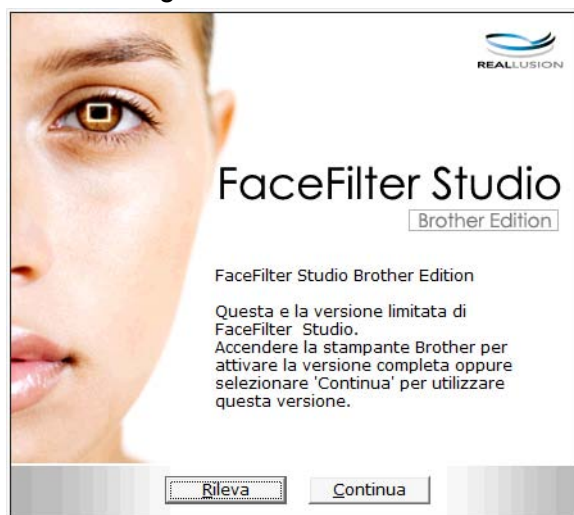 REALLUSION
FaceFilter Studio
Brother Edition
FaceFilter Studio Brother Edition
Questa e la versione limitata di
FaceFilter Studio.
Accendere la stampante Brother per
attivare la versione completa oppure
selezionare 'Continua' per utilizzare
questa versione.
Rileva
Continua